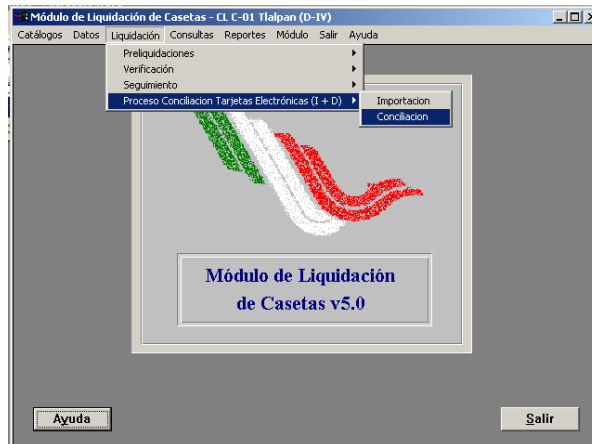 Módulo de Liquidación de Casetas - CL C-01 Tlalpan (D-IV)
Catálogos Datos Liquidación Consultas Reportes Módulo Salir Ayuda
Preliquidaciones
Verificación
Seguimiento
Proceso Conciliacion Tarjetas Electrónicas (I + D)
Importacion
Conciliacion
Módulo de Liquidación
de Casetas v5.0
Ayuda
Salir